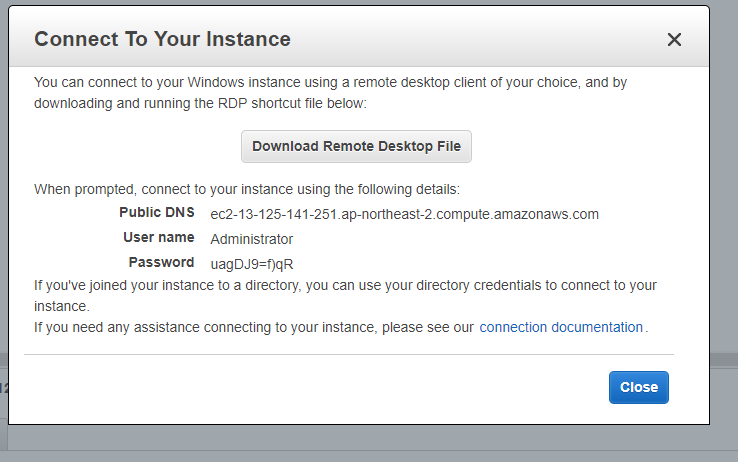 Connect To Your Instance
You can connect to your Windows instance using a remote desktop client of your choice, and by
downloading and running the RDP shortcut file below:
Download Remote Desktop File
When prompted, connect to your instance using the following details:
Public DNS ec2-13-125-141-251.ap-northeast-2.compute.amazonaws.com
User name Administrator
Password uagDJ9=f)qR
If you've joined your instance to a directory, you can use your directory credentials to connect to your
instance.
If you need any assistance connecting to your instance, please see our connection documentation.
Close